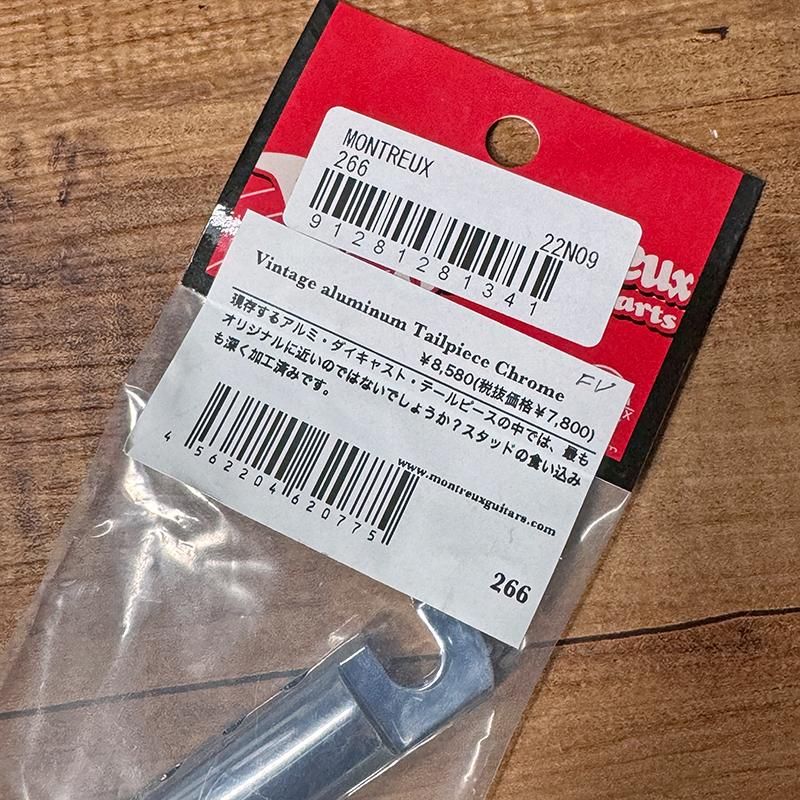 MONTREUX
266
22N09
91281281341
eux
arts
Vintage aluminum Tailpiece Chrome
FV
¥8,580(税抜価格¥7,800)
現存するアルミ・ダイキャスト・テールピースの中では、最も
オリジナルに近いのではないでしょうか?スタッドの食い込み
も深く加工済みです。
4 562204 620775
www.montreuxguitars.com
266